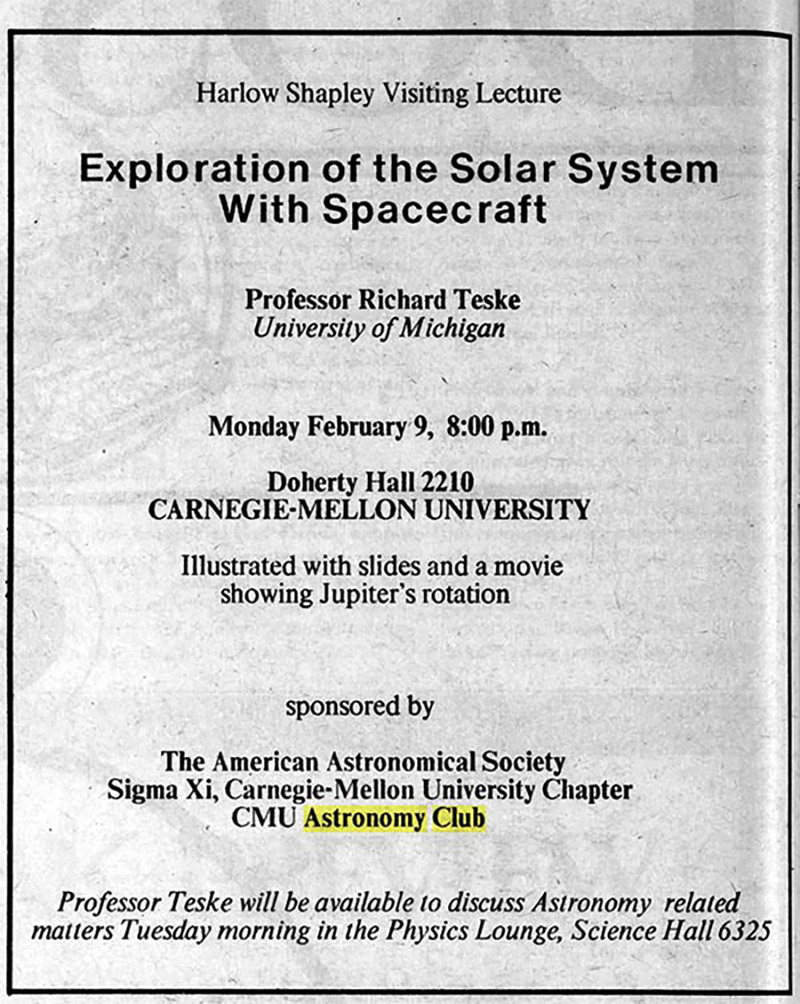 Harlow Shapley Visiting Lecture
Exploration of the Solar System
With Spacecraft
Professor Richard Teske
University of Michigan
Monday February 9, 8:00 p.m.
Doherty Hall 2210
CARNEGIE-MELLON UNIVERSITY
Illustrated with slides and a movie
showing Jupiter's rotation
sponsored by
The American Astronomical Society
Sigma Xi, Carnegie-Mellon University Chapter
CMU Astronomy Club
Professor Teske will be available to discuss Astronomy related
matters Tuesday morning in the Physics Lounge, Science Hall 6325